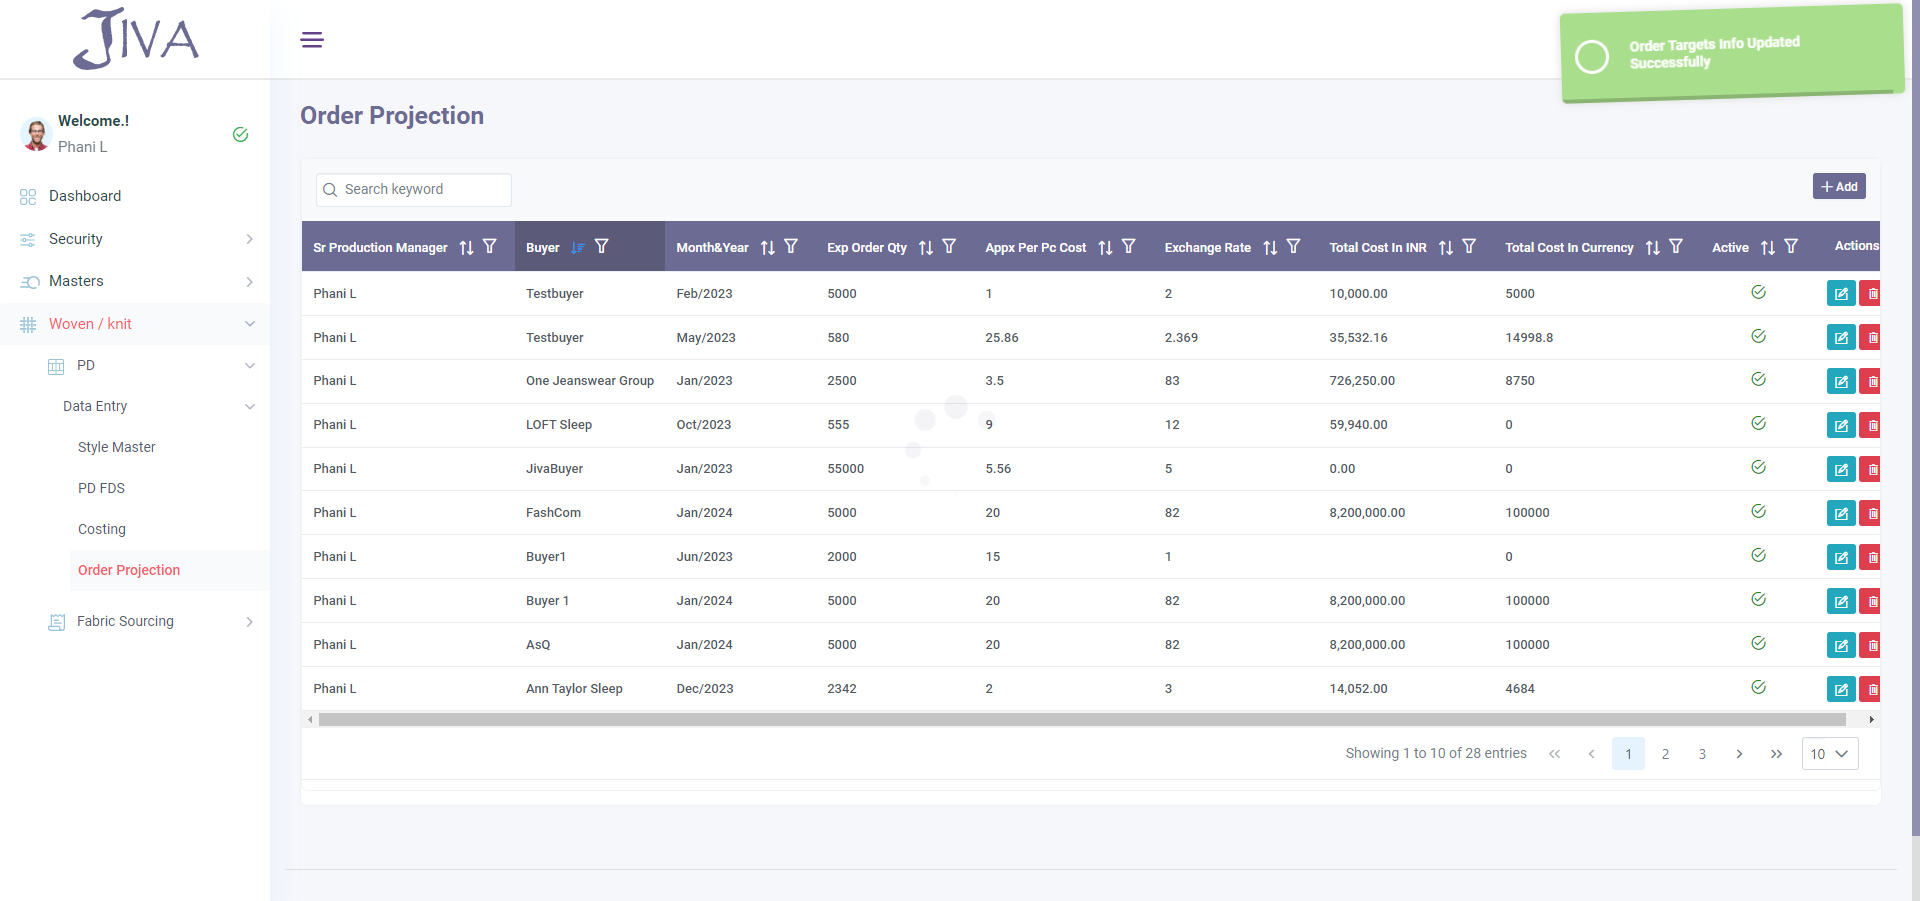 JIVA
Order Targets Info Updated
Successfully
Welcome.!
Phani L
Dashboard
Security
Masters
Woven / knit
PD
Data Entry
Style Master
PD FDS
Costing
Order Projection
Fabric Sourcing
Order Projection
Search keyword
Add
Sr Production Manager Buyer Month&Year Exp Order Qty Appx Per Pc Cost Exchange Rate Total Cost In INR Total Cost In Currency Active Actions
Phani L Testbuyer Feb/2023 5000 1 2 10,000.00 5000
Phani L Testbuyer May/2023 580 25.86 2.369 35,532.16 14998.8
Phani L One Jeanswear Group Jan/2023 2500 3.5 83 726,250.00 8750
Phani L LOFT Sleep Oct/2023 555 9 12 59,940.00 0
Phani L JivaBuyer Jan/2023 55000 5.56 5 0.00 0
Phani L FashCom Jan/2024 5000 20 82 8,200,000.00 100000
Phani L Buyer1 Jun/2023 2000 15 1 0
Phani L Buyer 1 Jan/2024 5000 20 82 8,200,000.00 100000
Phani L AsQ Jan/2024 5000 20 82 8,200,000.00 100000
Phani L Ann Taylor Sleep Dec/2023 2342 2 3 14,052.00 4684
Showing 1 to 10 of 28 entries 1 2 3 10